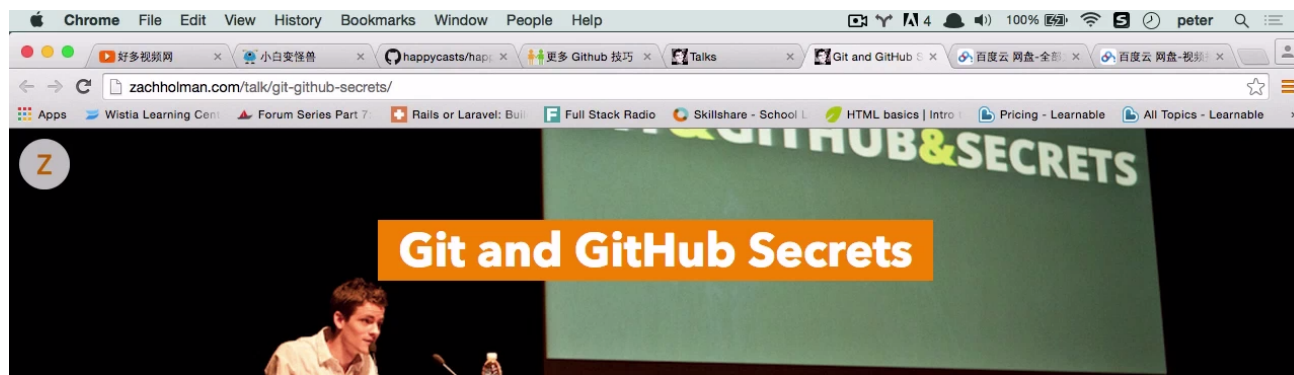 Chrome File Edit View History Bookmarks Window People Help 4 100% peter
好多视频网 小白变怪兽 happycasts/hap 更多 Github 技巧 Talks Git and GitHub S 百度云 网盘-全部 百度云 网盘-视频
zachholman.com/talk/git-github-secrets/
Apps Wistia Learning Cen Forum Series Part 7 Rails or Laravel: Buil Full Stack Radio Skillshare - School L HTML basics | Intro Pricing - Learnable All Topics - Learnable
Z
&GITHUB&SECRETS
Git and GitHub Secrets